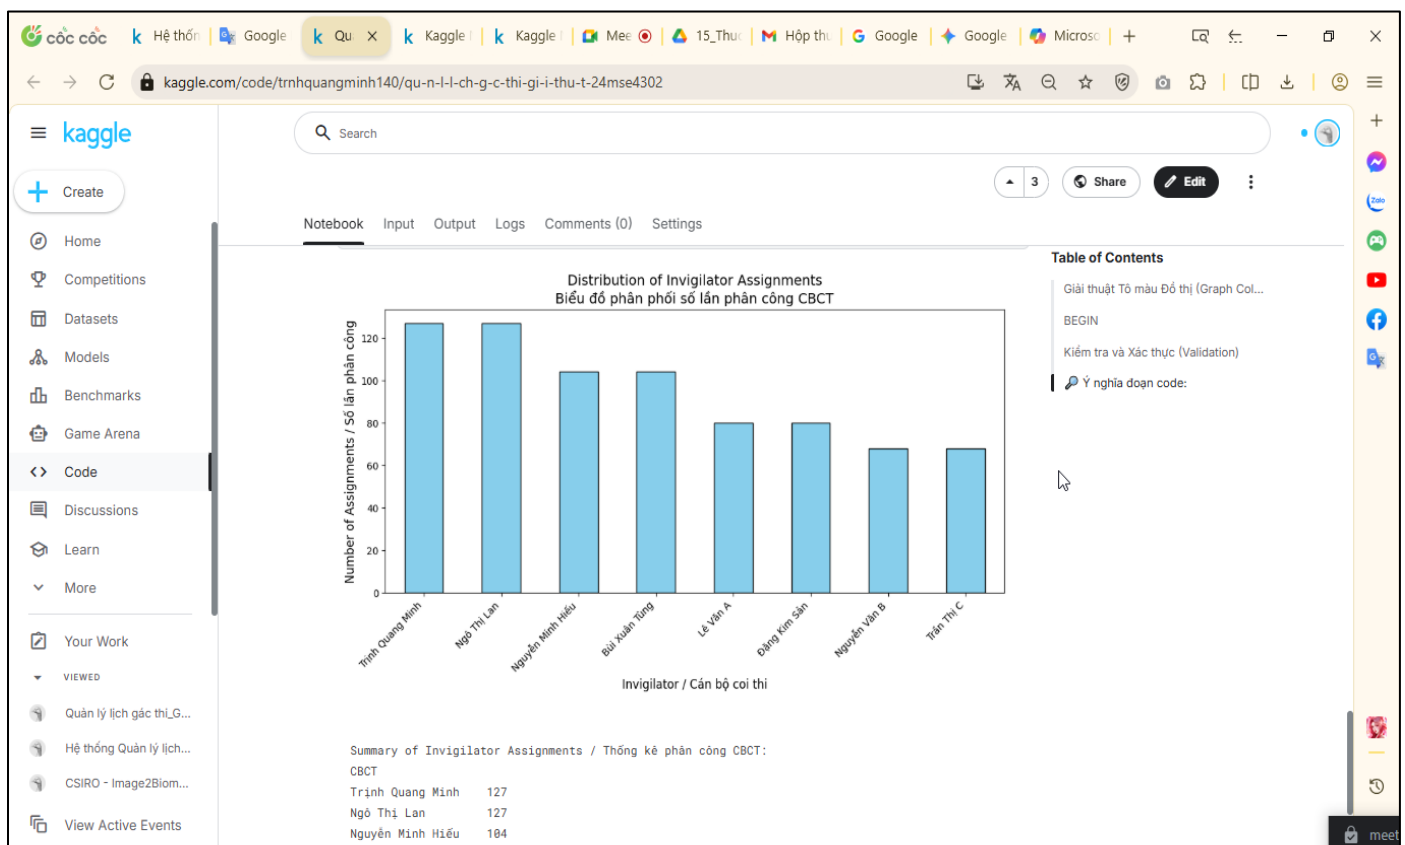 cốc cốc
Hệ thốn
Google
Qu
Kaggle
Kaggle
Mee
15_Thu
Hộp thu
Google
Google
Microso
kaggle.com/code/trnhquangminh140/qu-n-l-l-ch-g-c-thi-gi-i-thu-t-24mse4302
kaggle
Search
Create
3
Share
Edit
Notebook Input Output Logs Comments (0) Settings
Home
Competitions
Datasets
Models
Benchmarks
Game Arena
Code
Discussions
Learn
More
Your Work
VIEWED
Quản lý lịch gác thi_G...
Hệ thống Quản lý lịch...
CSIRO - Image2Biom...
View Active Events
Distribution of Invigilator Assignments
Biểu đồ phân phối số lần phân công CBCT
Number of Assignments / Số lần phân công
120
100
80
60
40
20
0
Trịnh Quang Minh
Ngô Thị Lan
Nguyễn Minh Hiếu
Bùi Xuân Tùng
Lê Văn A
Đặng Kim Sản
Nguyễn Văn B
Trần Thị C
Invigilator / Cán bộ coi thi
Summary of Invigilator Assignments / Thống kê phân công CBCT:
CBCT
Trịnh Quang Minh 127
Ngô Thị Lan 127
Nguyễn Minh Hiếu 104
Table of Contents
Giải thuật Tô màu Đồ thị (Graph Col...
BEGIN
Kiểm tra và Xác thực (Validation)
🔎 Ý nghĩa đoạn code:
Zalo
meet